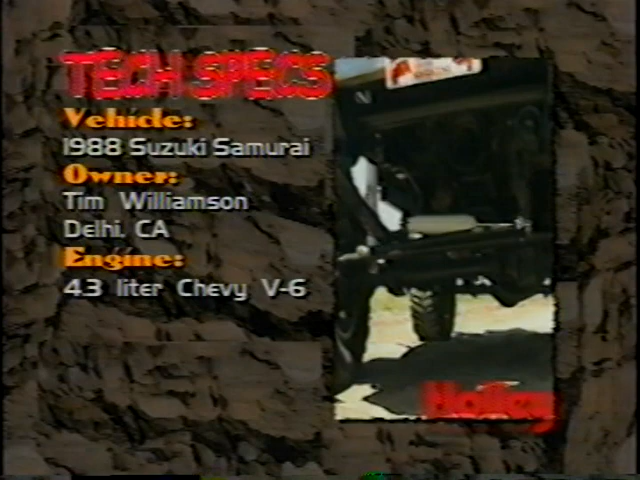 TECH SPECS
Vehicle:
1988 Suzuki Samurai
Owner:
Tim Williamson
Delhi, CA
Engine:
4.3 liter Chevy V-6
Holley